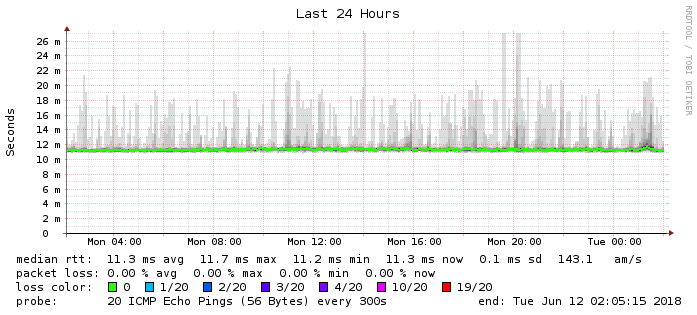 Last 24 Hours
RRDTOOL / TOBI OETIKER
Seconds
26 m
24 m
22 m
20 m
18 m
16 m
14 m
12 m
10 m
8 m
6 m
4 m
2 m
0
Mon 04:00 Mon 08:00 Mon 12:00 Mon 16:00 Mon 20:00 Tue 00:00
median rtt: 11.3 ms avg 11.7 ms max 11.2 ms min 11.3 ms now 0.1 ms sd 143.1 am/s
packet loss: 0.00 % avg 0.00 % max 0.00 % min 0.00 % now
loss color: 0 1/20 2/20 3/20 4/20 10/20 19/20
probe: 20 ICMP Echo Pings (56 Bytes) every 300s end: Tue Jun 12 02:05:15 2018